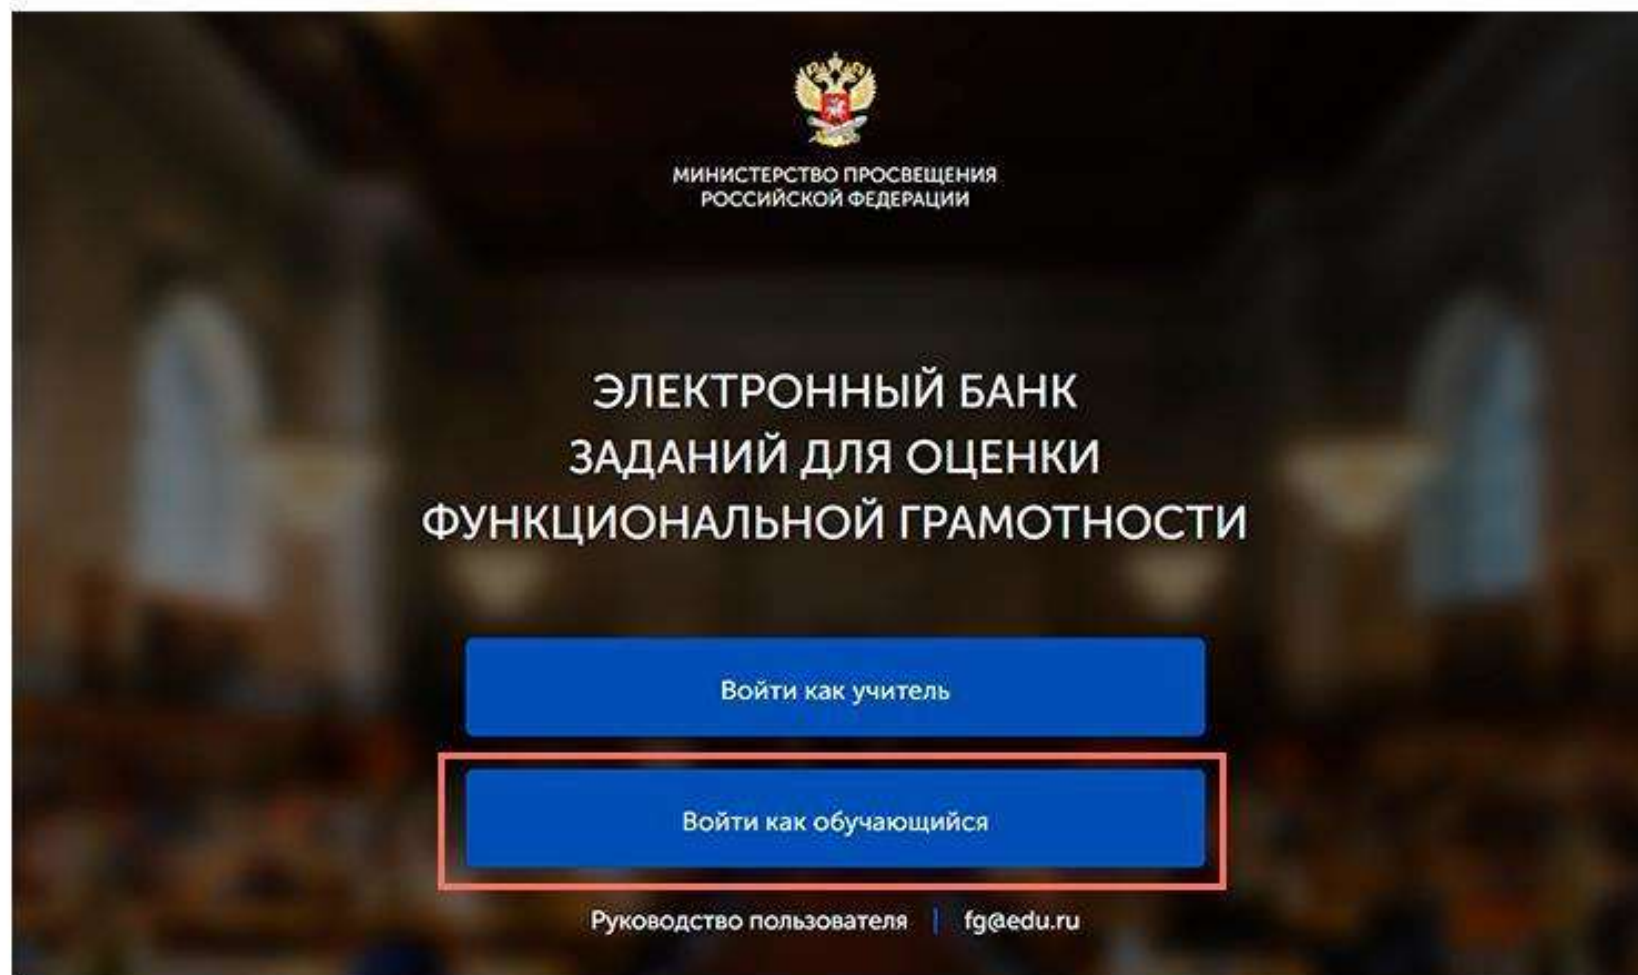 МИНИСТЕРСТВО ПРОСВЕЩЕНИЯ
РОССИЙСКОЙ ФЕДЕРАЦИИ
ЭЛЕКТРОННЫЙ БАНК
ЗАДАНИЙ ДЛЯ ОЦЕНКИ
ФУНКЦИОНАЛЬНОЙ ГРАМОТНОСТИ
Войти как учитель
Войти как обучающийся
Руководство пользователя | fg@edu.ru